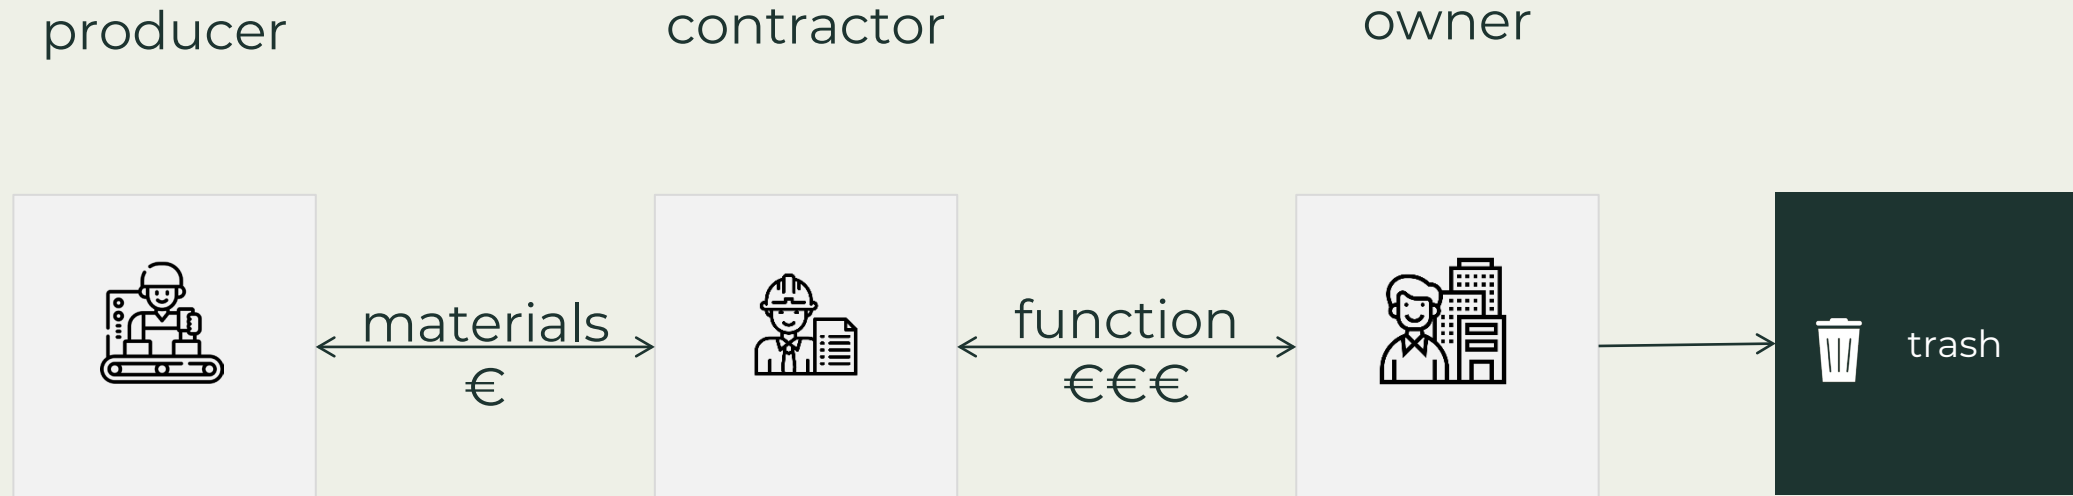 producer
contractor
owner
materials
€
function
€€€
trash